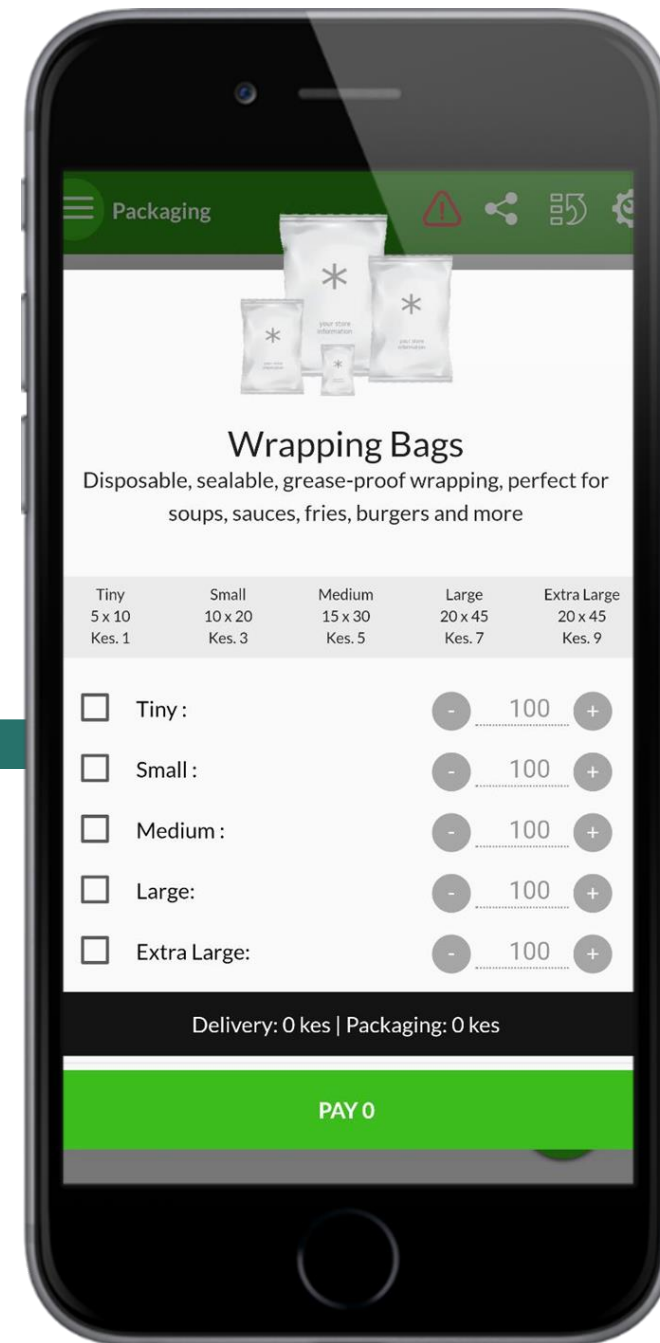 Packaging
*
your store
information
*
*
*
Wrapping Bags
Disposable, sealable, grease-proof wrapping, perfect for
soups, sauces, fries, burgers and more
Tiny Small Medium Large Extra Large
5 x 10 10 x 20 15 x 30 20 x 45 20 x 45
Kes. 1 Kes. 3 Kes. 5 Kes. 7 Kes. 9
Tiny : - 100 +
Small : - 100 +
Medium : - 100 +
Large: - 100 +
Extra Large: - 100 +
Delivery: 0 kes | Packaging: 0 kes
PAY 0